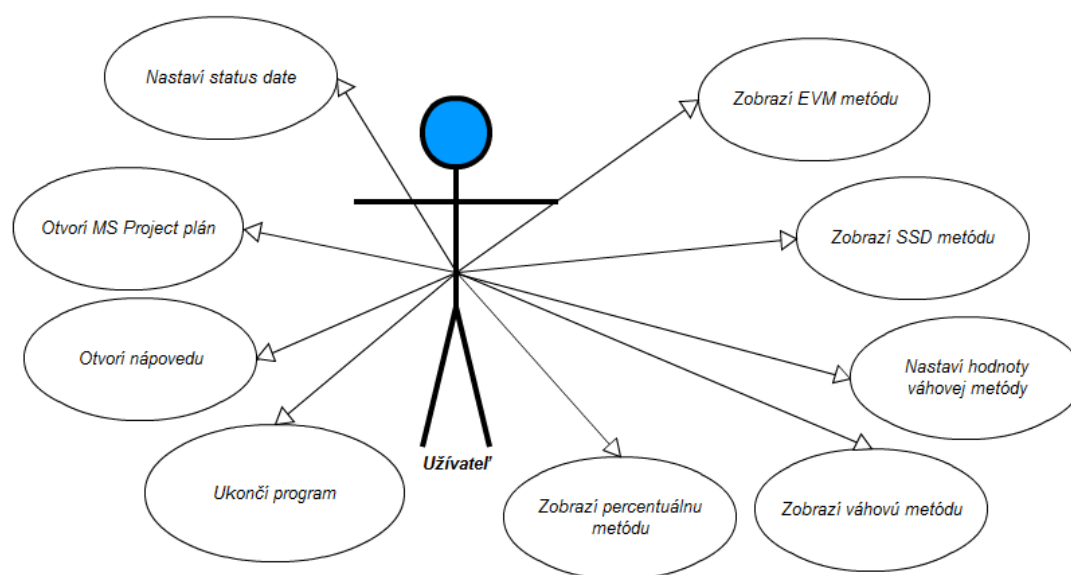 Nastaví status date
Zobrazí EVM metódu
Otvorí MS Project plán
Zobrazí SSD metódu
Otvorí nápovedu
Nastaví hodnoty
váhovej metódy
Užívateľ
Ukončí program
Zobrazí percentuálnu
metódu
Zobrazí váhovú metódu